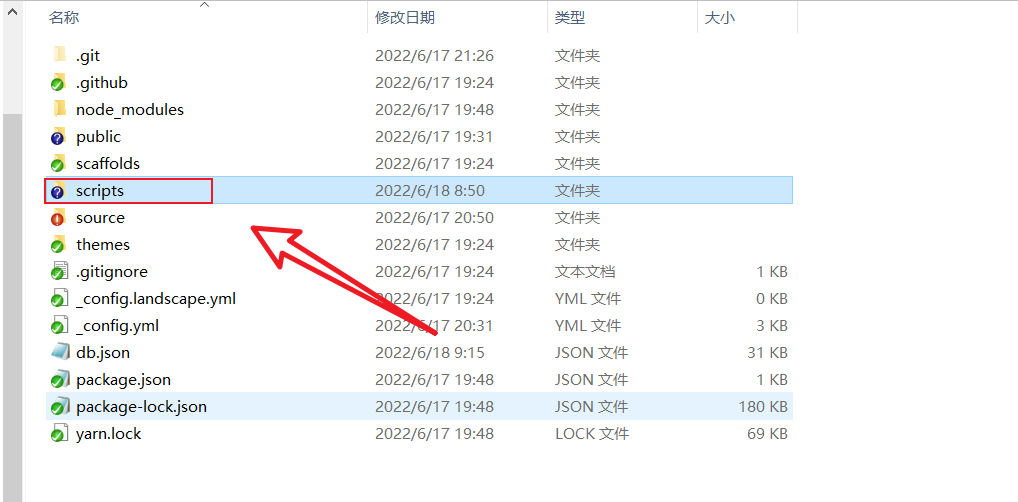 名称 修改日期 类型 大小
.git 2022/6/17 21:26 文件夹
.github 2022/6/17 19:24 文件夹
node_modules 2022/6/17 19:48 文件夹
public 2022/6/17 19:31 文件夹
scaffolds 2022/6/17 19:24 文件夹
scripts 2022/6/18 8:50 文件夹
source 2022/6/17 20:50 文件夹
themes 2022/6/17 19:24 文件夹
.gitignore 2022/6/17 19:24 文本文档 1 KB
_config.landscape.yml 2022/6/17 19:24 YML 文件 0 KB
_config.yml 2022/6/17 20:31 YML 文件 3 KB
db.json 2022/6/18 9:15 JSON 文件 31 KB
package.json 2022/6/17 19:48 JSON 文件 1 KB
package-lock.json 2022/6/17 19:48 JSON 文件 180 KB
yarn.lock 2022/6/17 19:48 LOCK 文件 69 KB